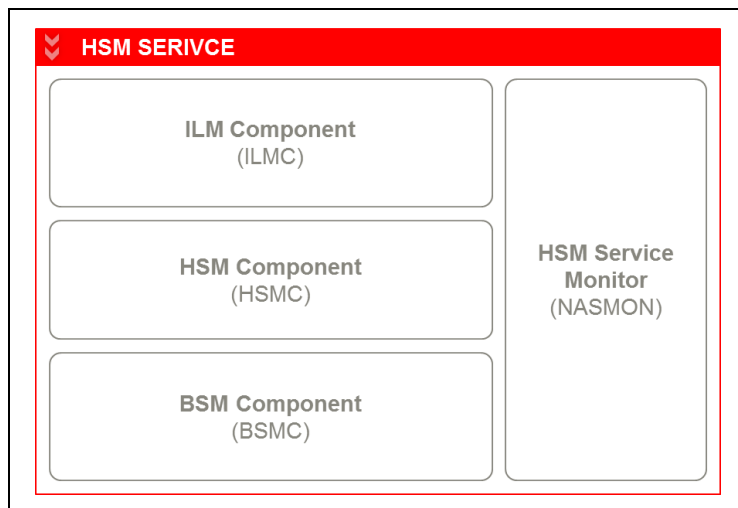 HSM SERIVCE
ILM Component
(ILMC)
HSM Component
(HSMC)
BSM Component
(BSMC)
HSM Service
Monitor
(NASMON)